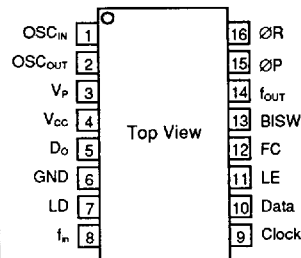 OSC_IN 1 16 ØR
OSC_OUT 2 15 ØP
V_P 3 14 f_OUT
V_CC 4 13 BISW
Top View
D_O 5 12 FC
GND 6 11 LE
LD 7 10 Data
f_in 8 9 Clock